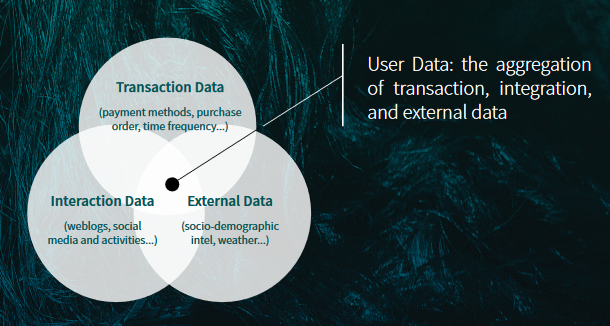 Transaction Data
(payment methods, purchase
order, time frequency...)
Interaction Data
(weblogs, social
media and activities...)
External Data
(socio-demographic
intel, weather...)
User Data: the aggregation
of transaction, integration,
and external data